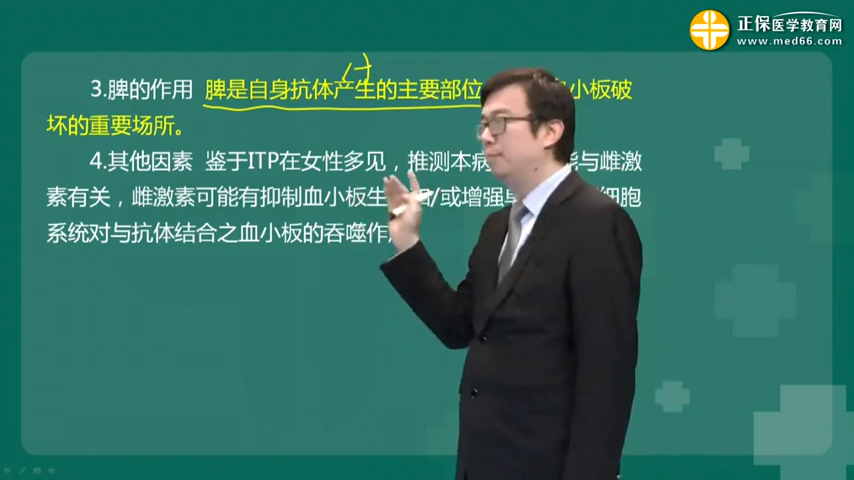 正保医学教育网
www.med66.com
3.脾的作用 脾是自身抗体产生的主要部位 小板破
坏的重要场所。
4.其他因素 鉴于ITP在女性多见，推测本病 与雌激
素有关，雌激素可能有抑制血小板生 /或增强 细胞
系统对与抗体结合之血小板的吞噬作